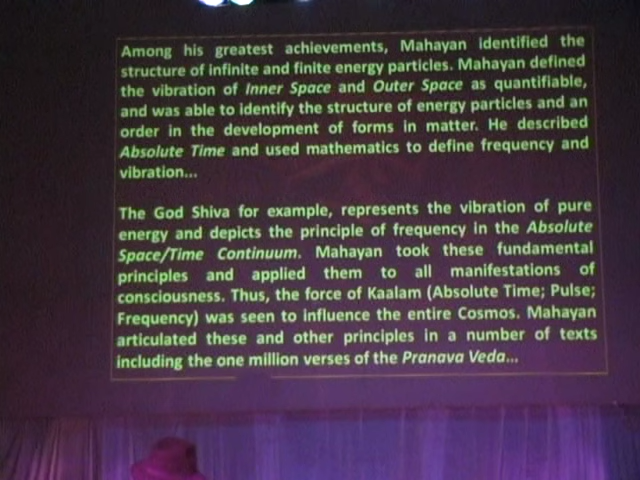 Among his greatest achievements, Mahayan identified the
structure of infinite and finite energy particles. Mahayan defined
the vibration of Inner Space and Outer Space as quantifiable,
and was able to identify the structure of energy particles and an
order in the development of forms in matter. He described
Absolute Time and used mathematics to define frequency and
vibration...
The God Shiva for example, represents the vibration of pure
energy and depicts the principle of frequency in the Absolute
Space/Time Continuum. Mahayan took these fundamental
principles and applied them to all manifestations of
consciousness. Thus, the force of Kaalam (Absolute Time; Pulse;
Frequency) was seen to influence the entire Cosmos. Mahayan
articulated these and other principles in a number of texts
including the one million verses of the Pranava Veda...